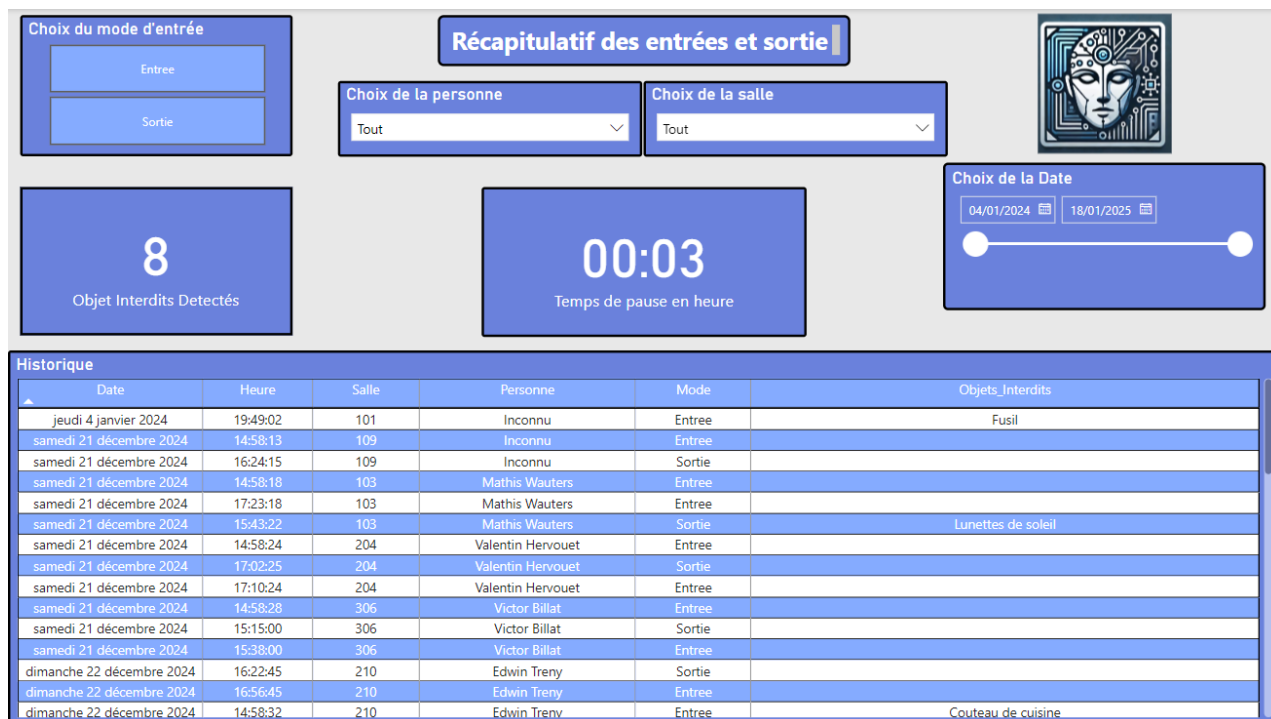 Choix du mode d'entrée
Entree
Sortie
Récapitulatif des entrées et sortie
Choix de la personne
Tout
Choix de la salle
Tout
Choix de la Date
04/01/2024 18/01/2025
8
Objet Interdits Detectés
00:03
Temps de pause en heure
Historique
Date Heure Salle Personne Mode Objets_Interdits
jeudi 4 janvier 2024 19:49:02 101 Inconnu Entree Fusil
samedi 21 décembre 2024 14:58:13 109 Inconnu Entree
samedi 21 décembre 2024 16:24:15 109 Inconnu Sortie
samedi 21 décembre 2024 14:58:18 103 Mathis Wauters Entree
samedi 21 décembre 2024 17:23:18 103 Mathis Wauters Entree
samedi 21 décembre 2024 15:43:22 103 Mathis Wauters Sortie Lunettes de soleil
samedi 21 décembre 2024 14:58:24 204 Valentin Hervouet Entree
samedi 21 décembre 2024 17:02:25 204 Valentin Hervouet Sortie
samedi 21 décembre 2024 17:10:24 204 Valentin Hervouet Entree
samedi 21 décembre 2024 14:58:28 306 Victor Billat Entree
samedi 21 décembre 2024 15:15:00 306 Victor Billat Sortie
samedi 21 décembre 2024 15:38:00 306 Victor Billat Entree
dimanche 22 décembre 2024 16:22:45 210 Edwin Treny Sortie
dimanche 22 décembre 2024 16:56:45 210 Edwin Treny Entree
dimanche 22 décembre 2024 14:58:32 210 Edwin Treny Entree Couteau de cuisine